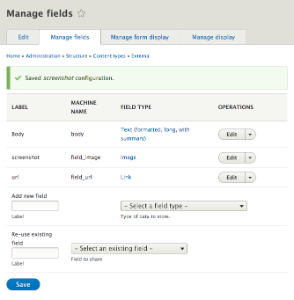 Manage fields
Edit Manage fields Manage form display Manage display
Home » Administration » Structure » Content types » External
Saved screenshot configuration.
LABEL MACHINE NAME FIELD TYPE OPERATIONS
Body body Text (formatted, long, with summary) Edit
screenshot field_image Image Edit
url field_url Link Edit
Add new field
- Select a field type -
Label Type of data to store.
Re-use existing field
- Select an existing field -
Label Field to share
Save